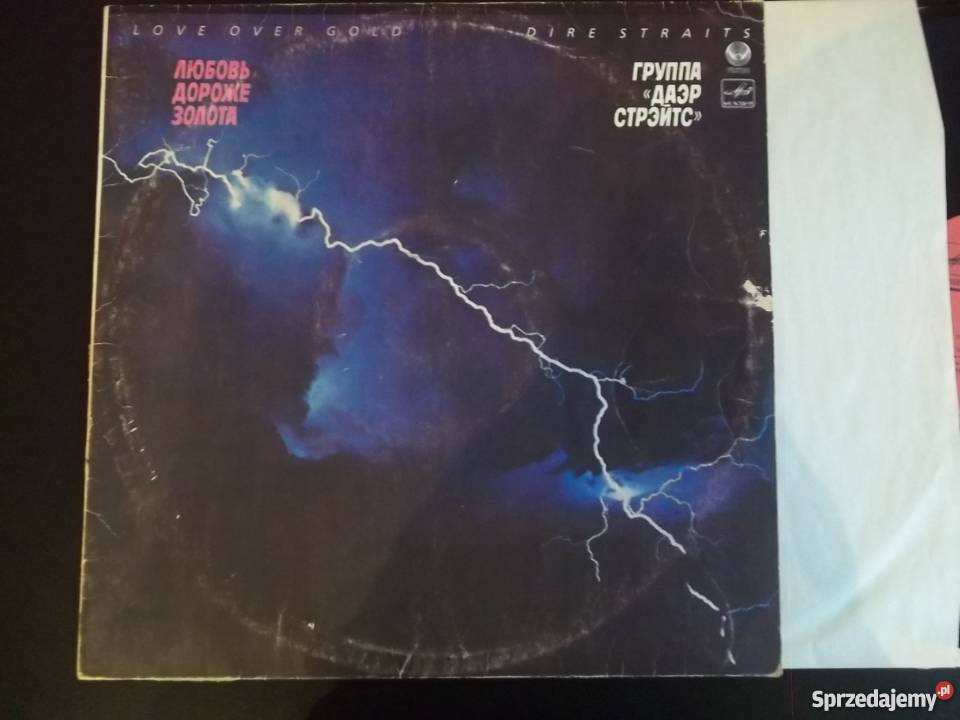 LOVE OVER GOLD DIRE STRAITS
ЛЮБОВЬ
ДОРОЖЕ
ЗОЛОТА
ГРУППА
«ДАЭР
СТРЭЙТС»
Sprzedajemy.pl